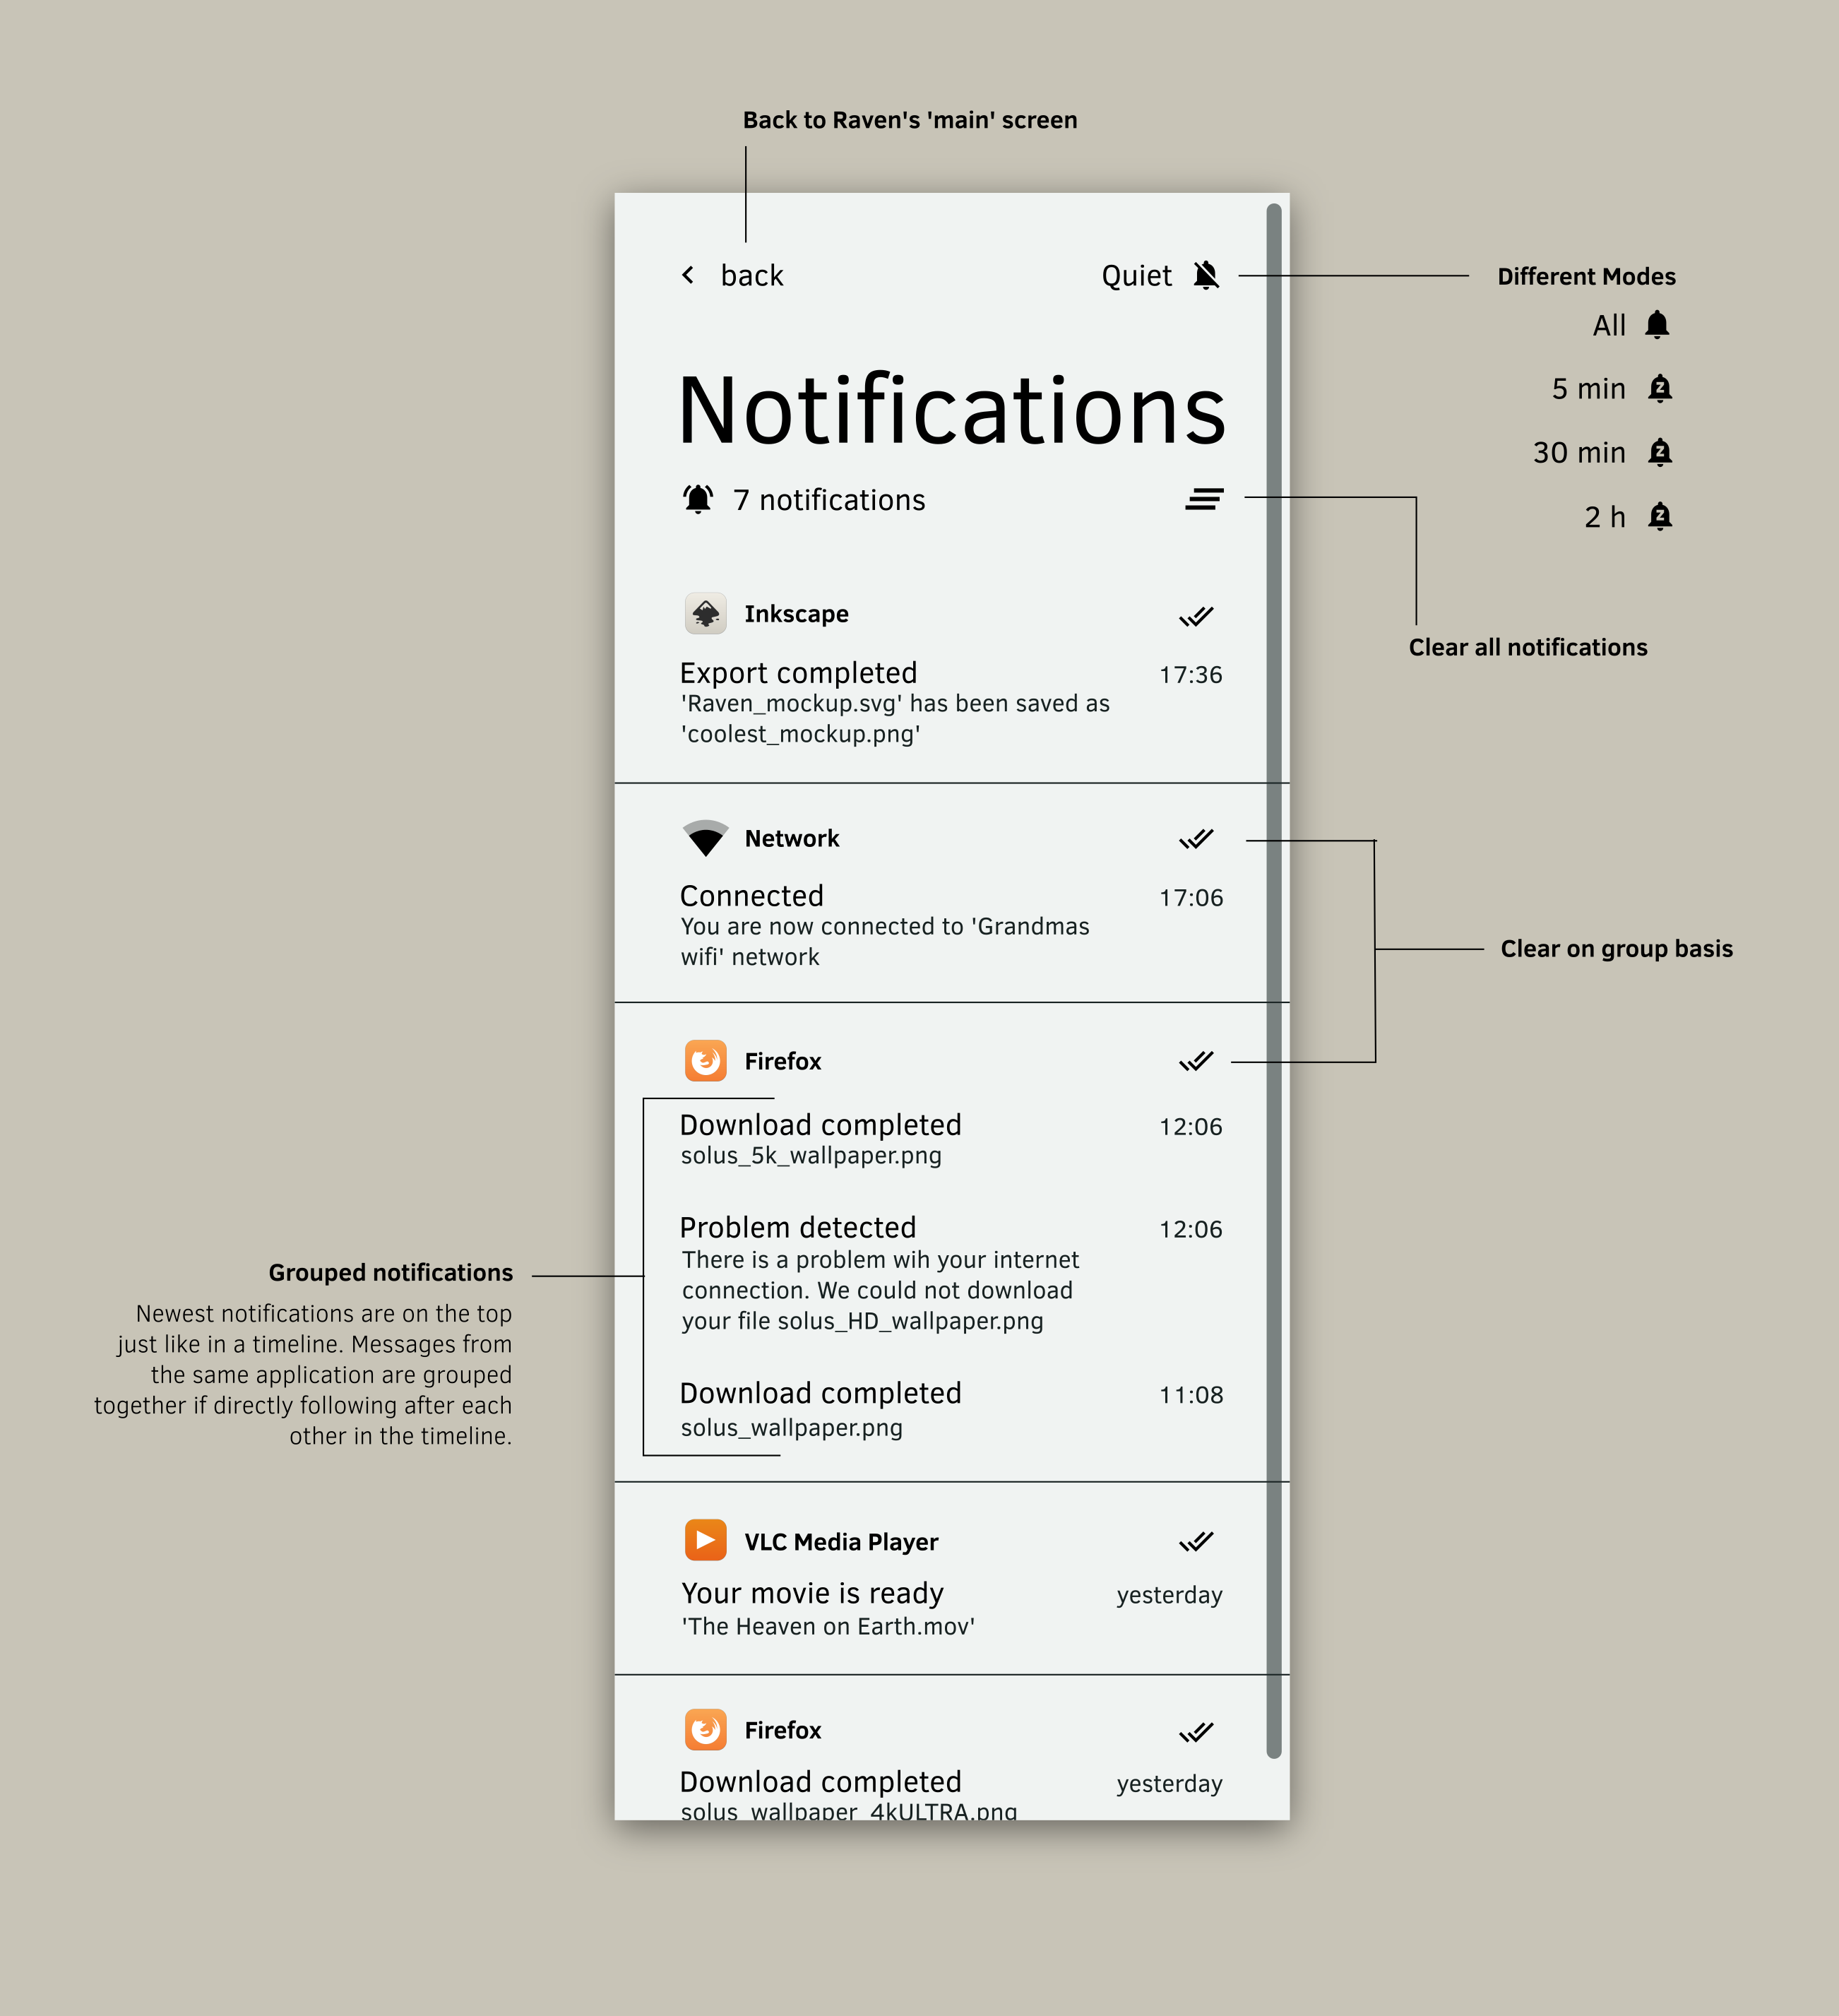 Back to Raven's 'main' screen
back
Quiet
Different Modes
All
5 min
30 min
2 h
Notifications
7 notifications
Clear all notifications
Inkscape
Export completed 17:36
'Raven_mockup.svg' has been saved as
'coolest_mockup.png'
Network
Connected 17:06
You are now connected to 'Grandmas
wifi' network
Clear on group basis
Firefox
Download completed 12:06
solus_5k_wallpaper.png
Problem detected 12:06
There is a problem wih your internet
connection. We could not download
your file solus_HD_wallpaper.png
Download completed 11:08
solus_wallpaper.png
Grouped notifications
Newest notifications are on the top
just like in a timeline. Messages from
the same application are grouped
together if directly following after each
other in the timeline.
VLC Media Player
Your movie is ready yesterday
'The Heaven on Earth.mov'
Firefox
Download completed yesterday
solus_wallpaper_4kULTRA.png